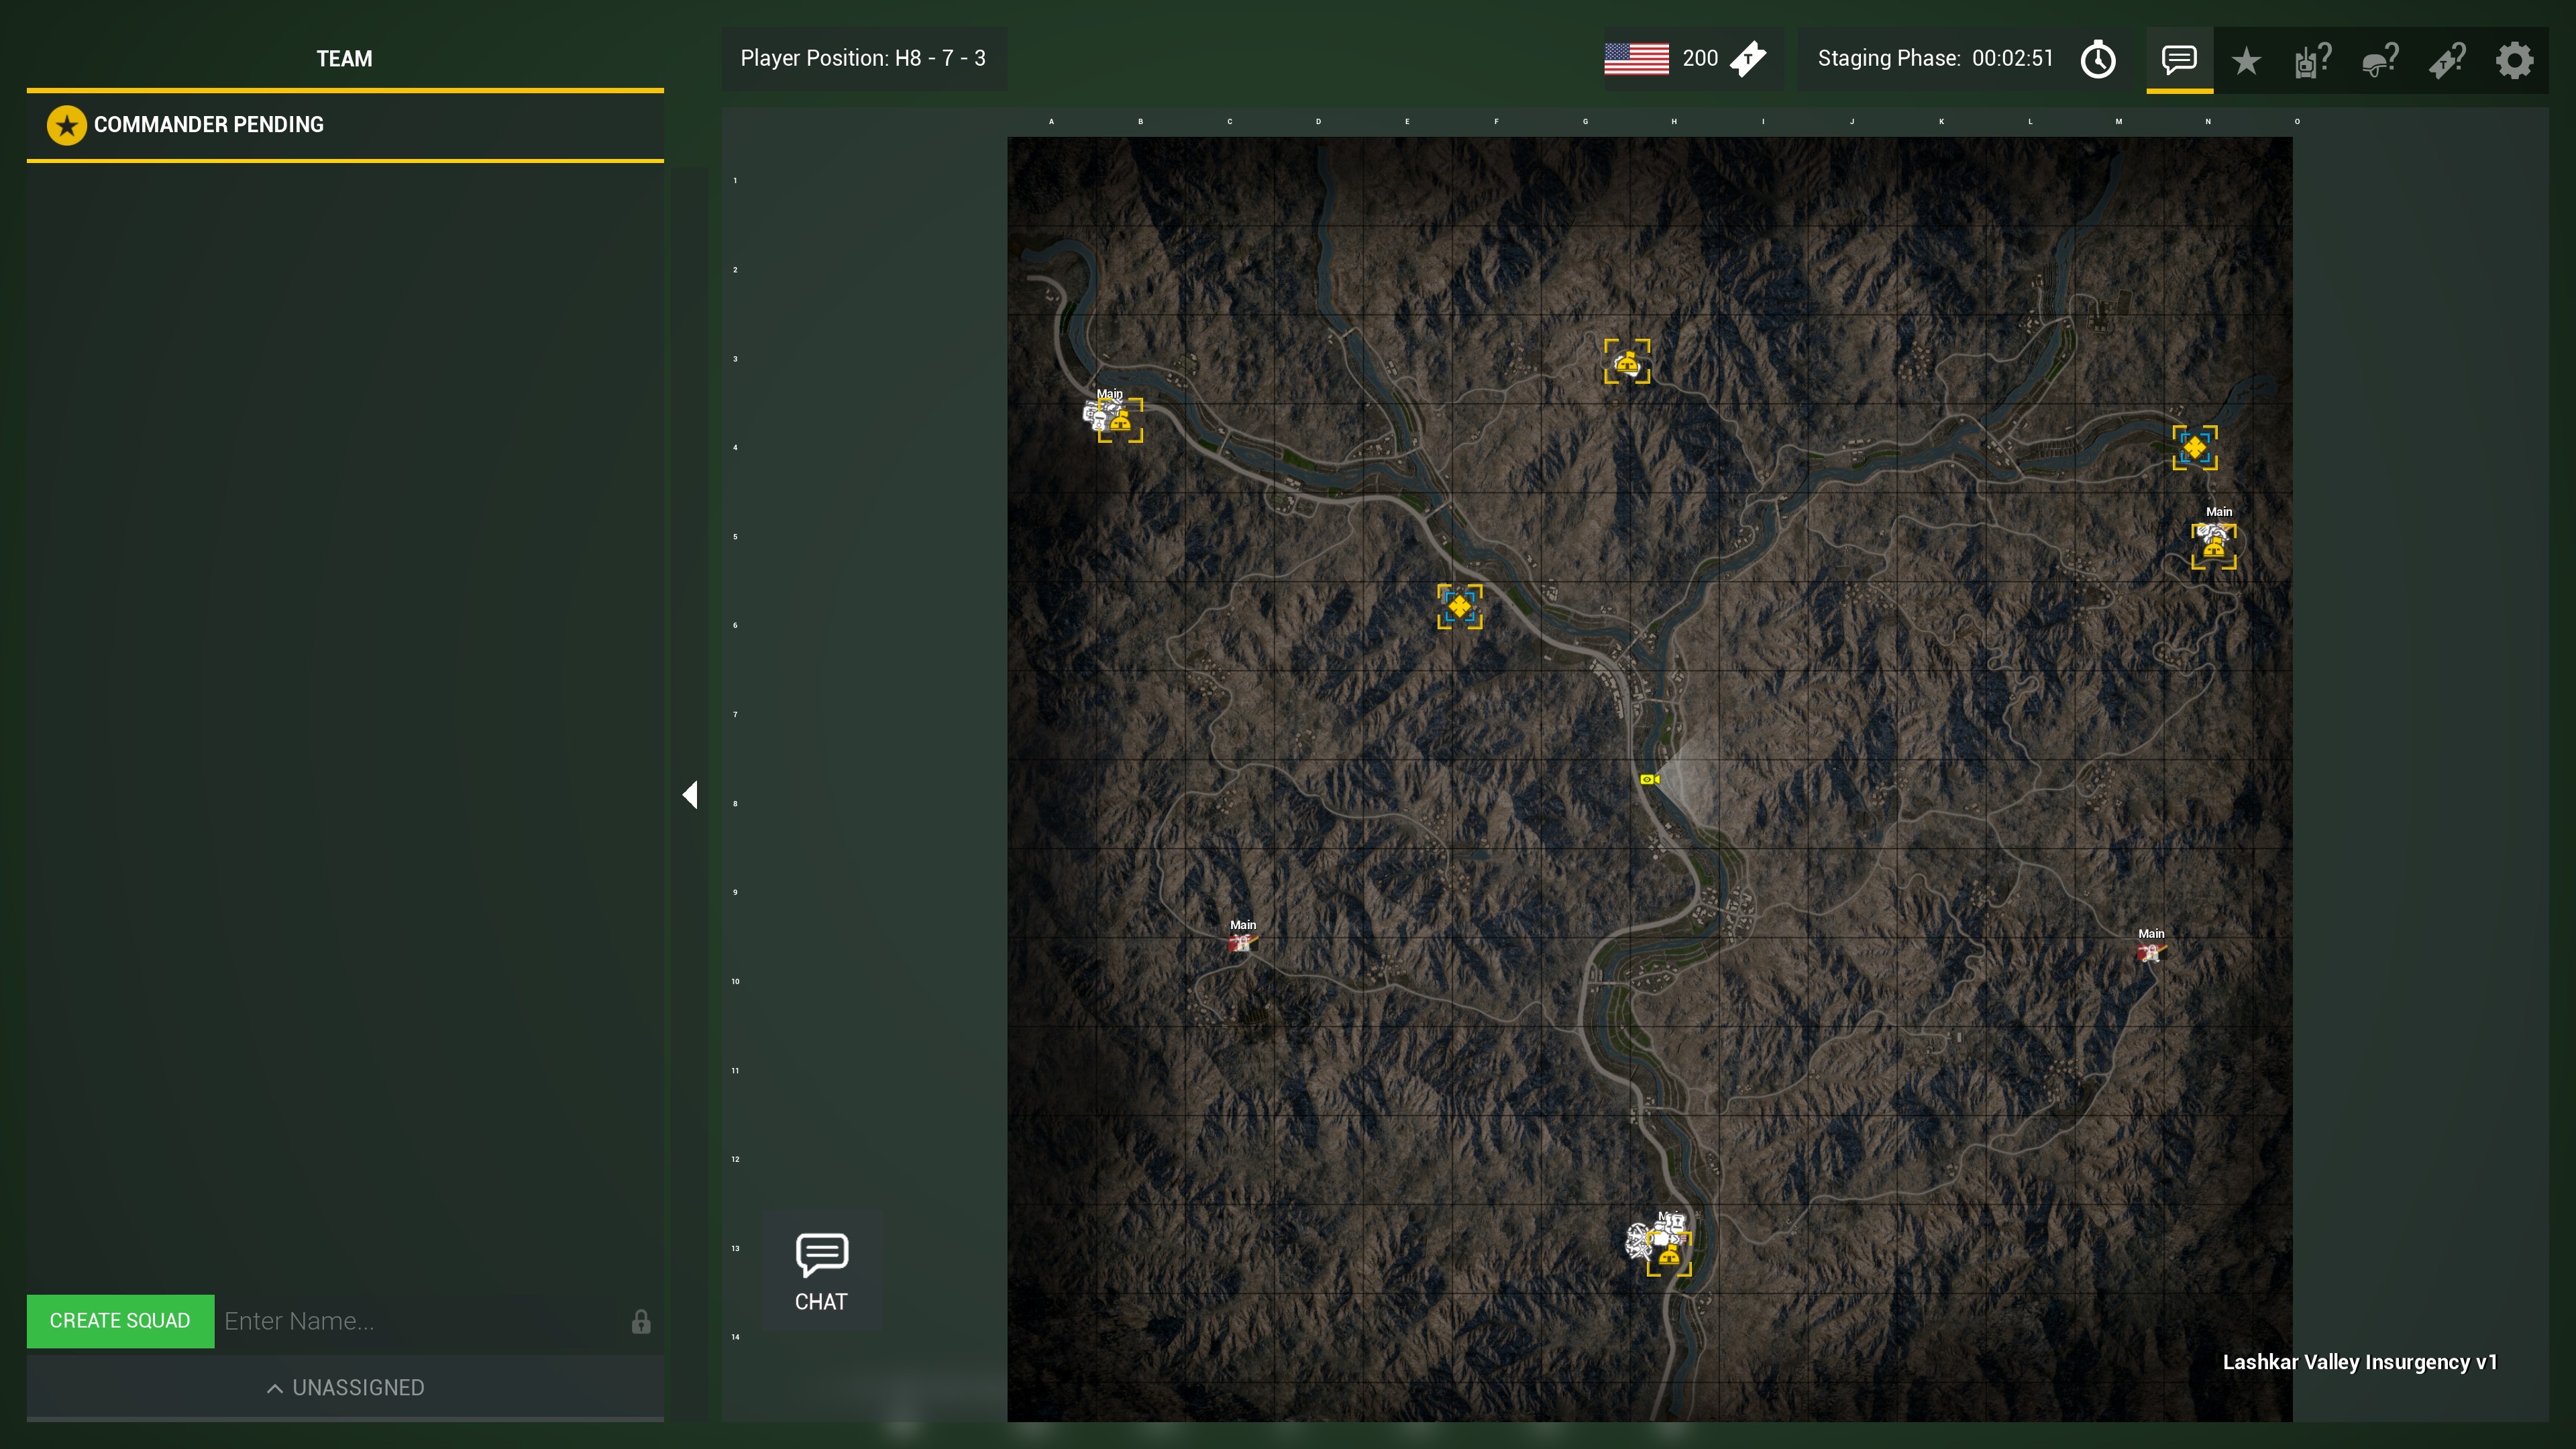 TEAM
COMMANDER PENDING
CREATE SQUAD
Enter Name...
UNASSIGNED
Player Position: H8 - 7 - 3
200
T
Staging Phase: 00:02:51
?
?
T?
A B C D E F G H I J K L M N O
1
2
3
4
5
6
7
8
9
10
11
12
13
14
Main
Main
Main
Main
CHAT
Lashkar Valley Insurgency v1